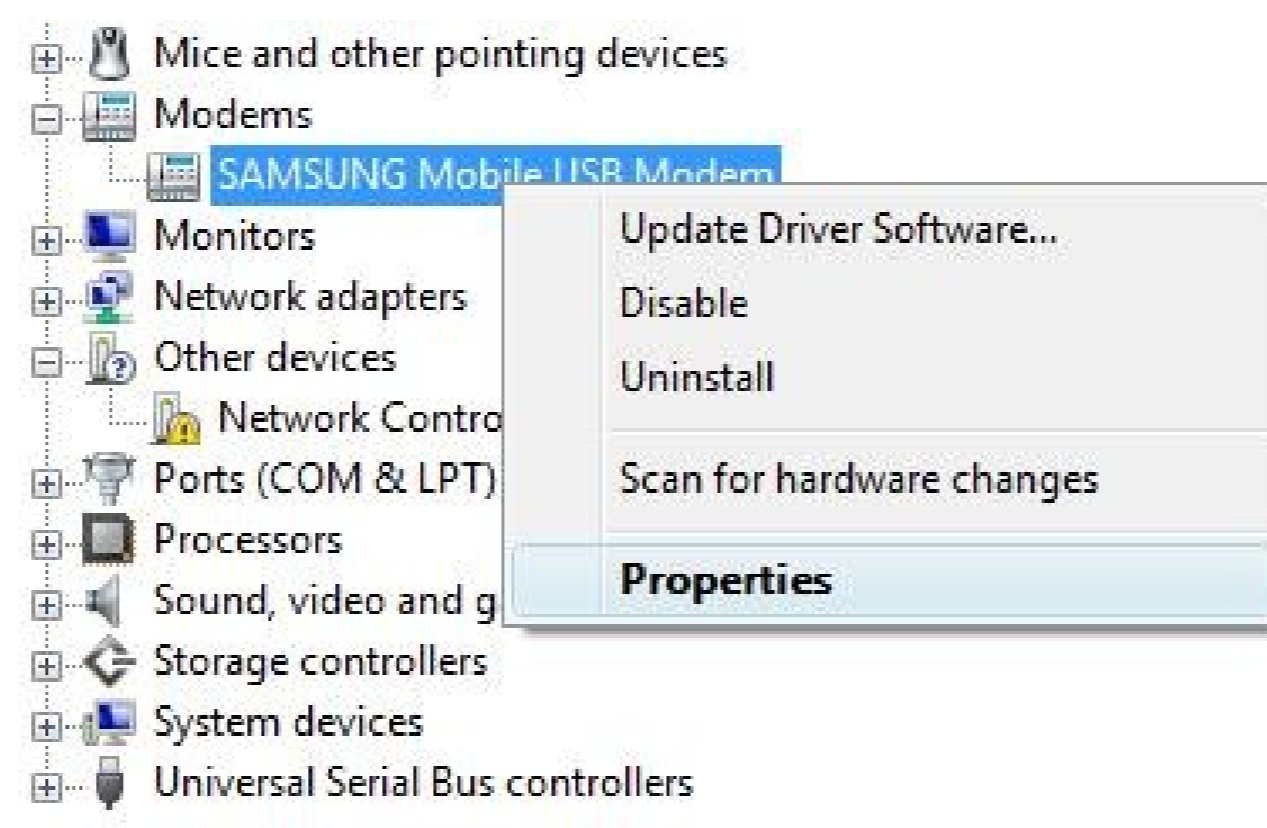 Mice and other pointing devices
Modems
SAMSUNG Mobile USB Modem
Monitors
Network adapters
Other devices
Network Contro
Ports (COM & LPT)
Processors
Sound, video and g
Storage controllers
System devices
Universal Serial Bus controllers
Update Driver Software...
Disable
Uninstall
Scan for hardware changes
Properties